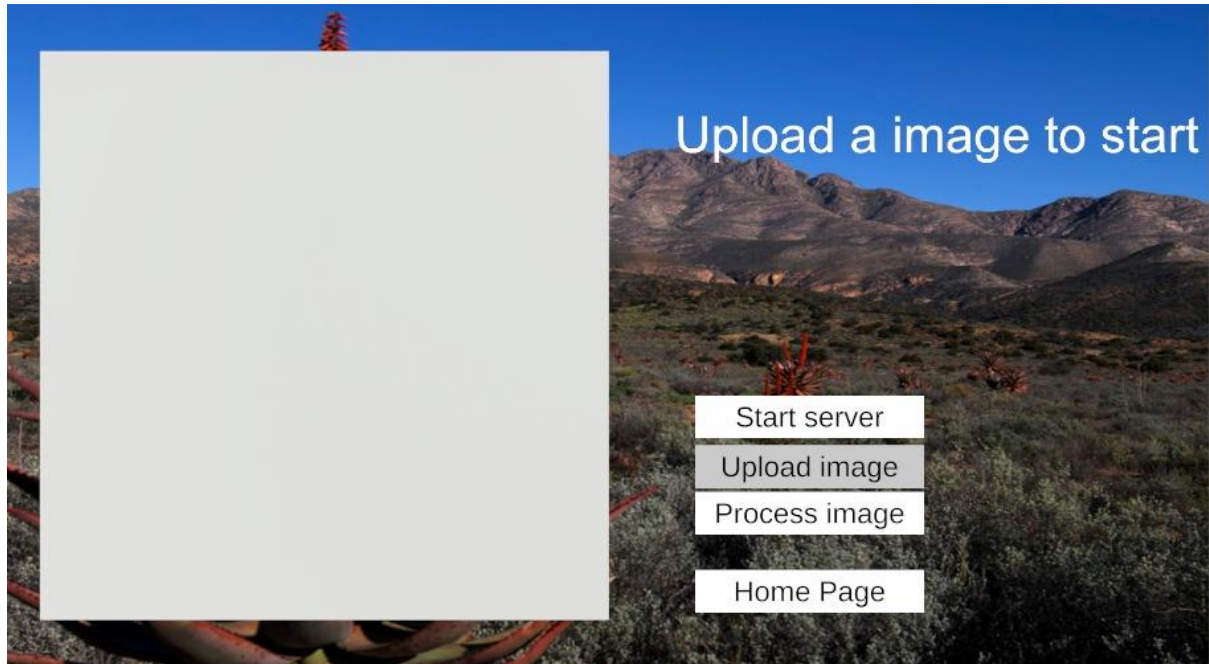 Upload a image to start
Start server
Upload image
Process image
Home Page